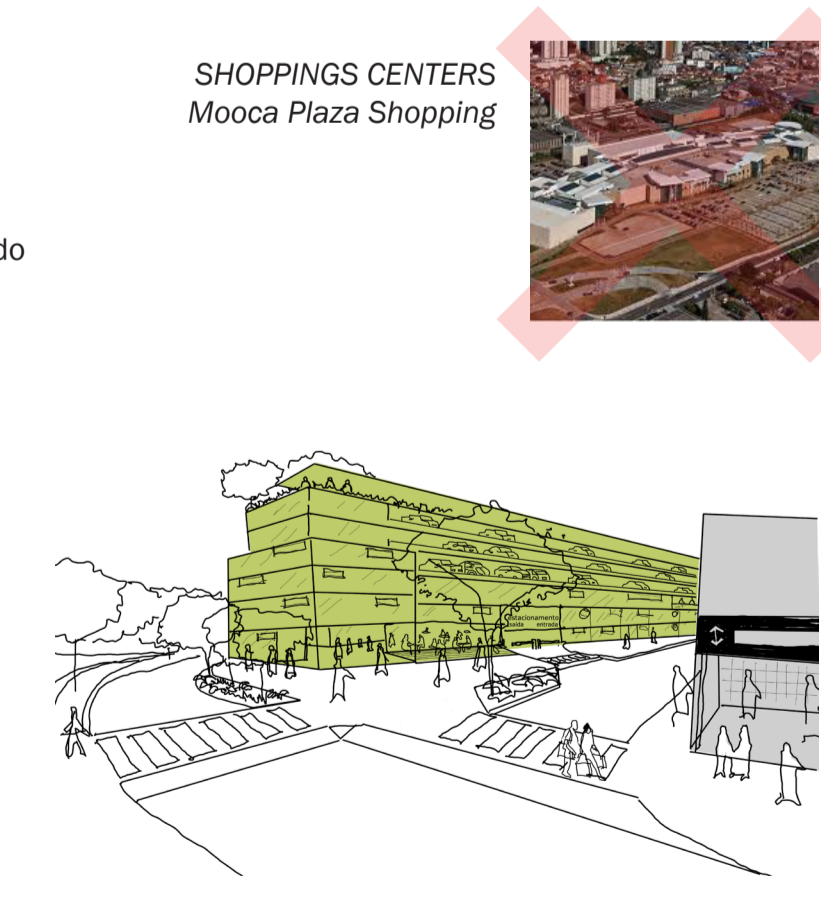 SHOPPINGS CENTERS
Mooca Plaza Shopping
do
estacionamento
saída entrada